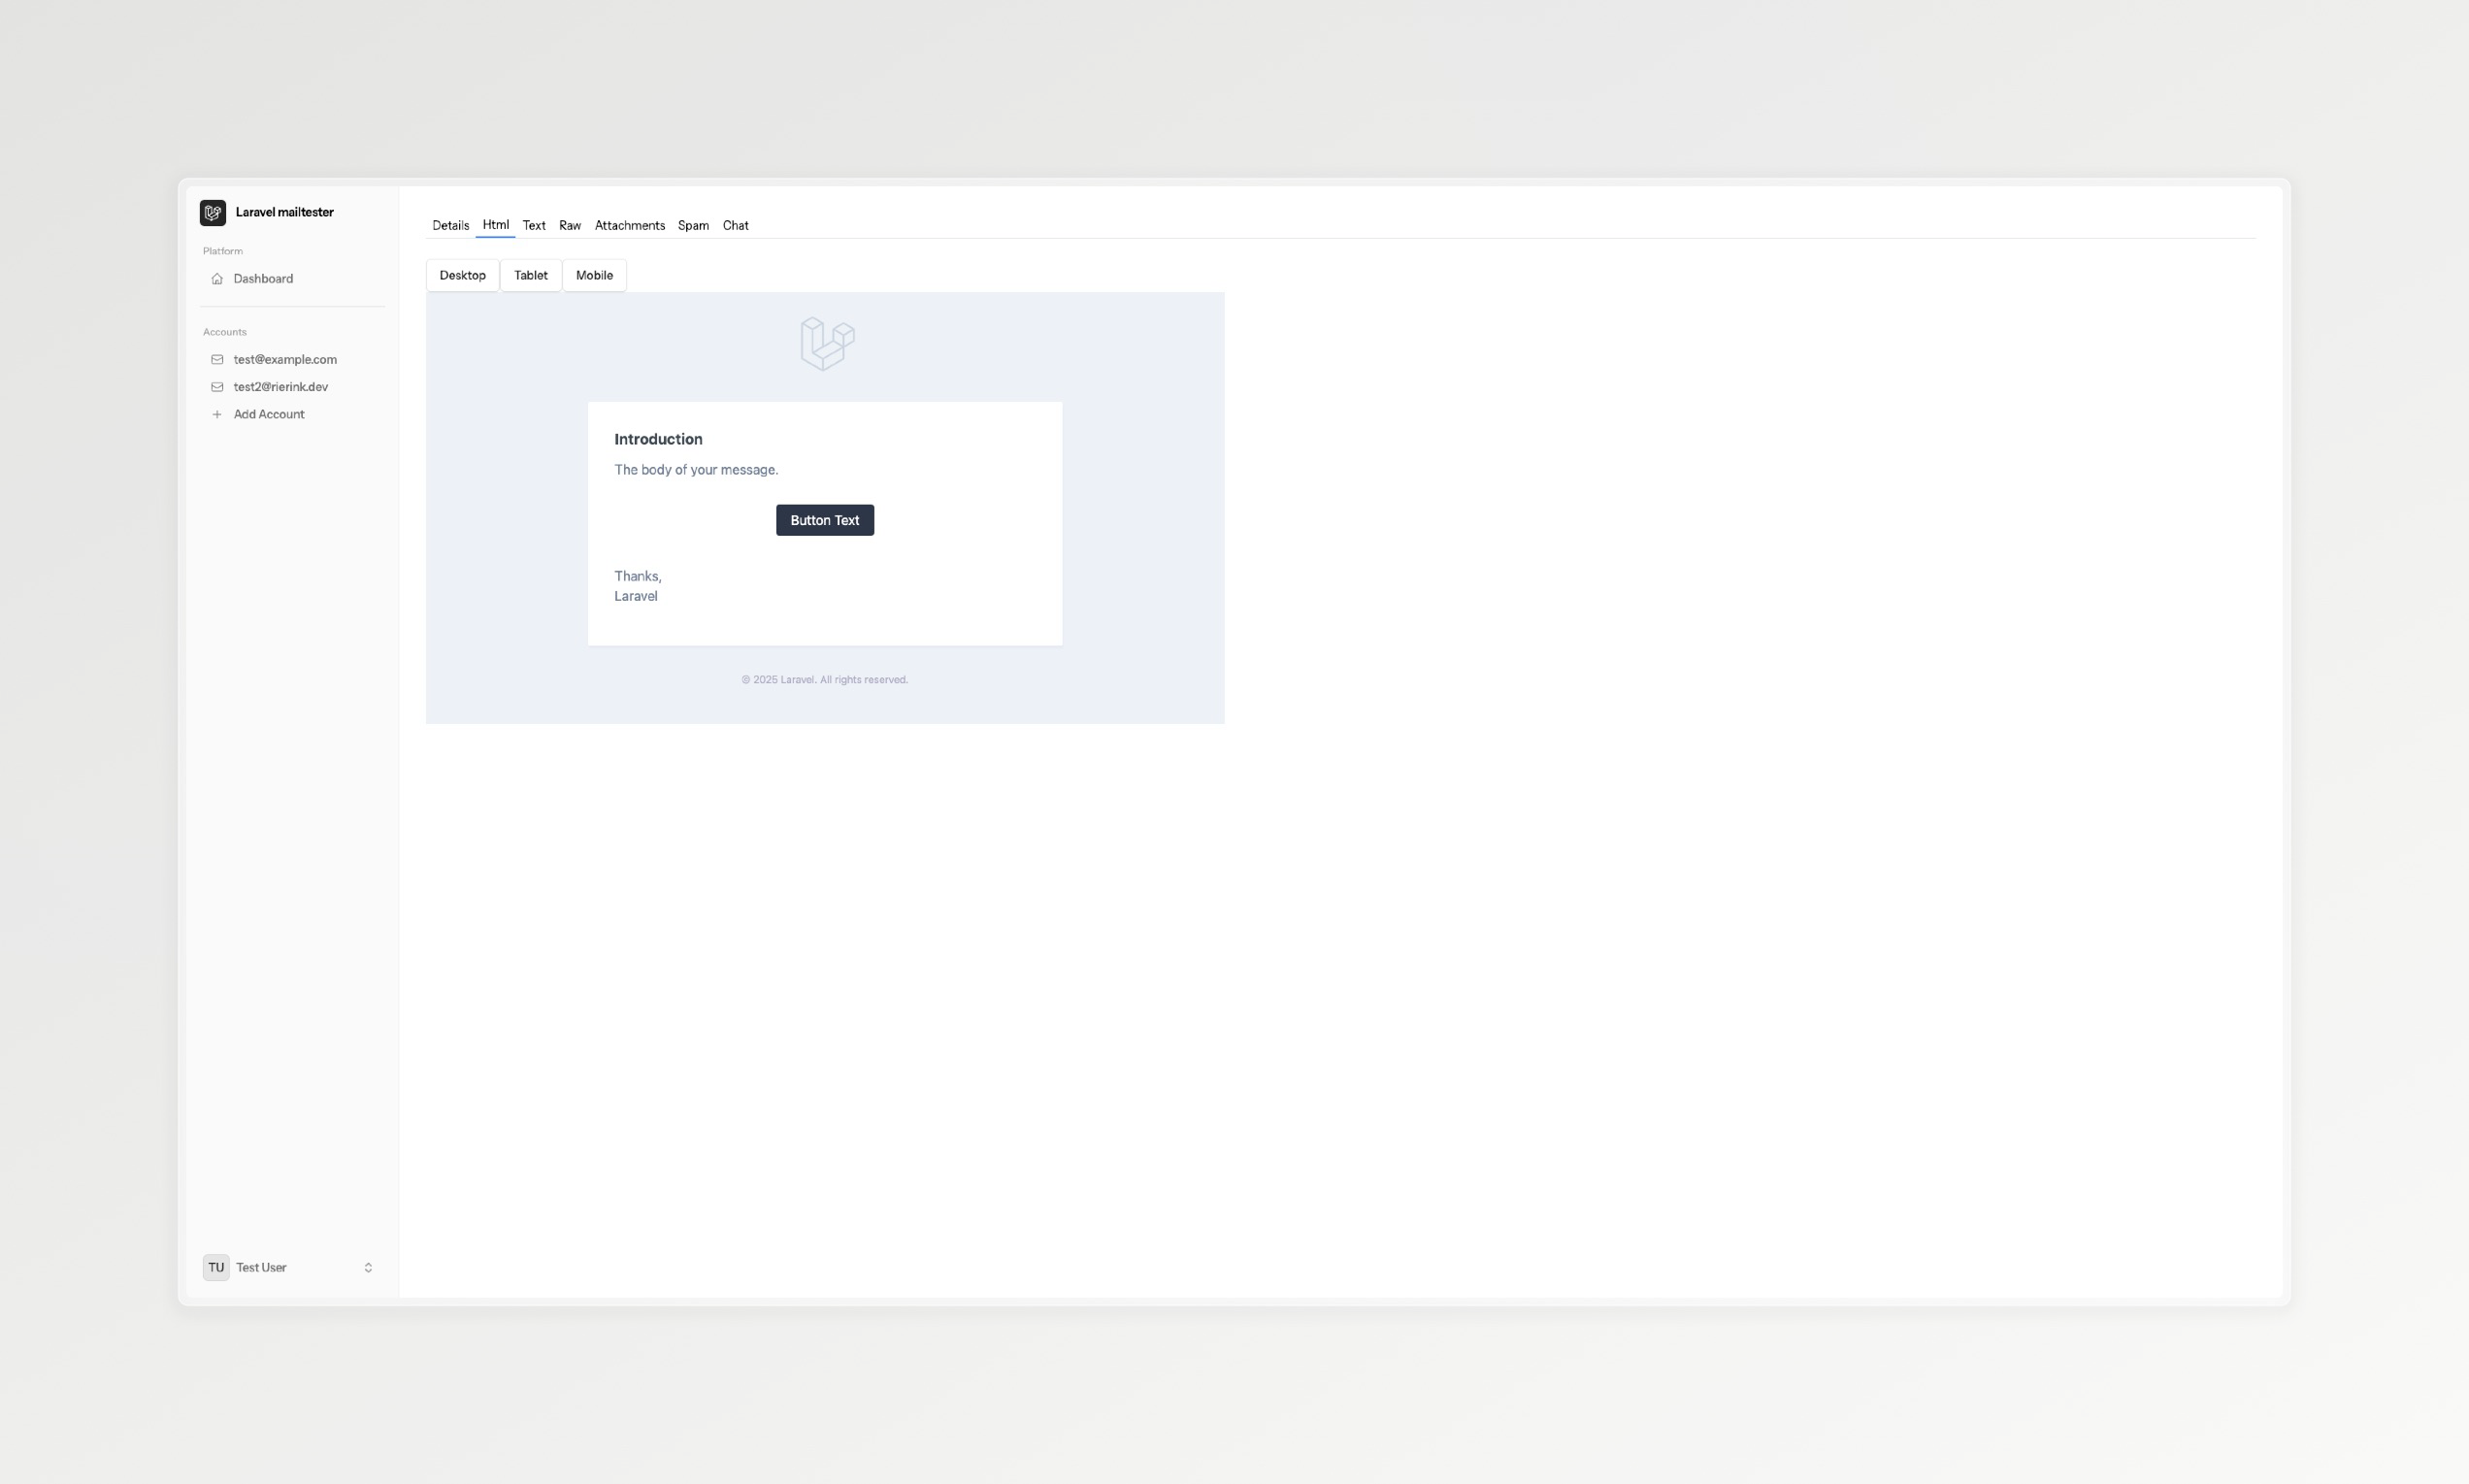 Laravel mailtester
Platform
Dashboard
Accounts
test@example.com
test2@rierink.dev
Add Account
TU Test User
Details Html Text Raw Attachments Spam Chat
Desktop Tablet Mobile
Introduction
The body of your message.
Button Text
Thanks,
Laravel
© 2025 Laravel. All rights reserved.